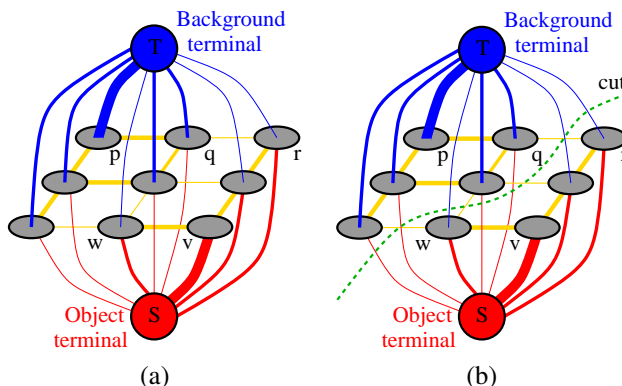 T
Background
terminal
p
q
r
w
v
Object
terminal
S
(a)
T
Background
terminal
cut
p
q
w
v
Object
terminal
S
(b)